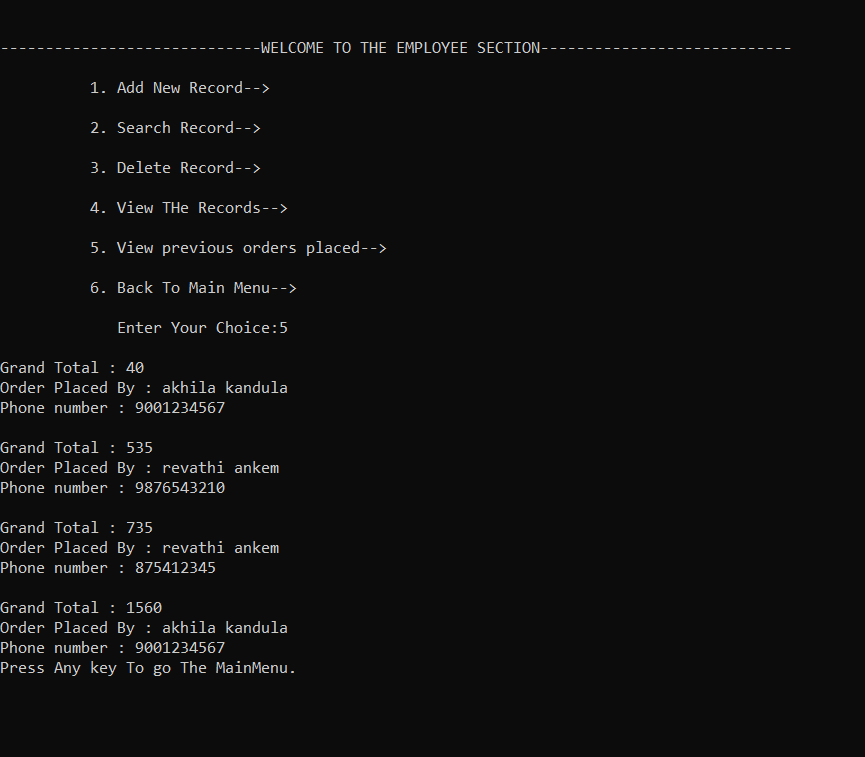 -----------------------------WELCOME TO THE EMPLOYEE SECTION----------------------------
1. Add New Record-->
2. Search Record-->
3. Delete Record-->
4. View THe Records-->
5. View previous orders placed-->
6. Back To Main Menu-->
Enter Your Choice:5
Grand Total : 40
Order Placed By : akhila kandula
Phone number : 9001234567
Grand Total : 535
Order Placed By : revathi ankem
Phone number : 9876543210
Grand Total : 735
Order Placed By : revathi ankem
Phone number : 875412345
Grand Total : 1560
Order Placed By : akhila kandula
Phone number : 9001234567
Press Any key To go The MainMenu.